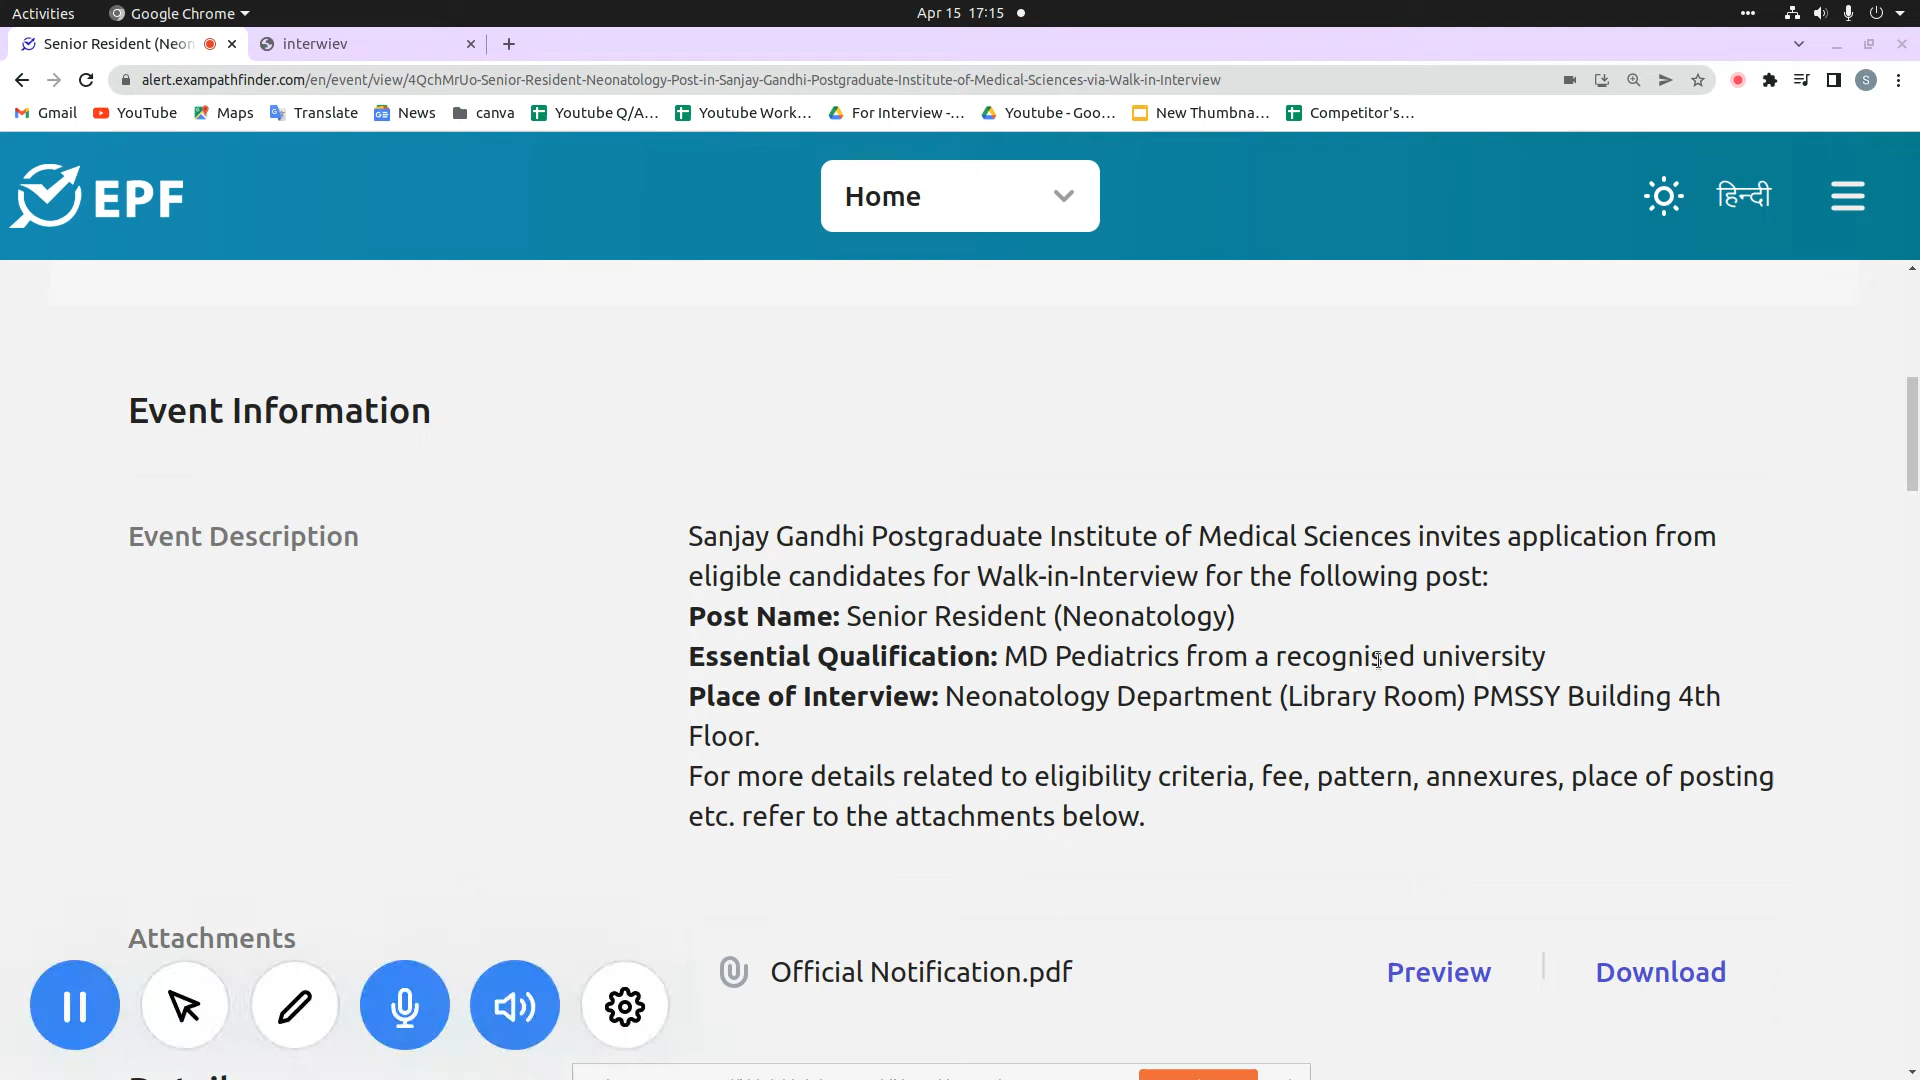 Activities Google Chrome Apr 15 17:15
Senior Resident (Neon interwiev
alert.exampathfinder.com/en/event/view/4QchMrUo-Senior-Resident-Neonatology-Post-in-Sanjay-Gandhi-Postgraduate-Institute-of-Medical-Sciences-via-Walk-in-Interview S
Gmail YouTube Maps Translate News canva Youtube Q/A... Youtube Work... For Interview -... Youtube - Goo... New Thumbna... Competitor's...
EPF Home हिन्दी
Event Information
Event Description
Sanjay Gandhi Postgraduate Institute of Medical Sciences invites application from
eligible candidates for Walk-in-Interview for the following post:
Post Name: Senior Resident (Neonatology)
Essential Qualification: MD Pediatrics from a recognised university
Place of Interview: Neonatology Department (Library Room) PMSSY Building 4th
Floor.
For more details related to eligibility criteria, fee, pattern, annexures, place of posting
etc. refer to the attachments below.
Attachments
Official Notification.pdf Preview Download